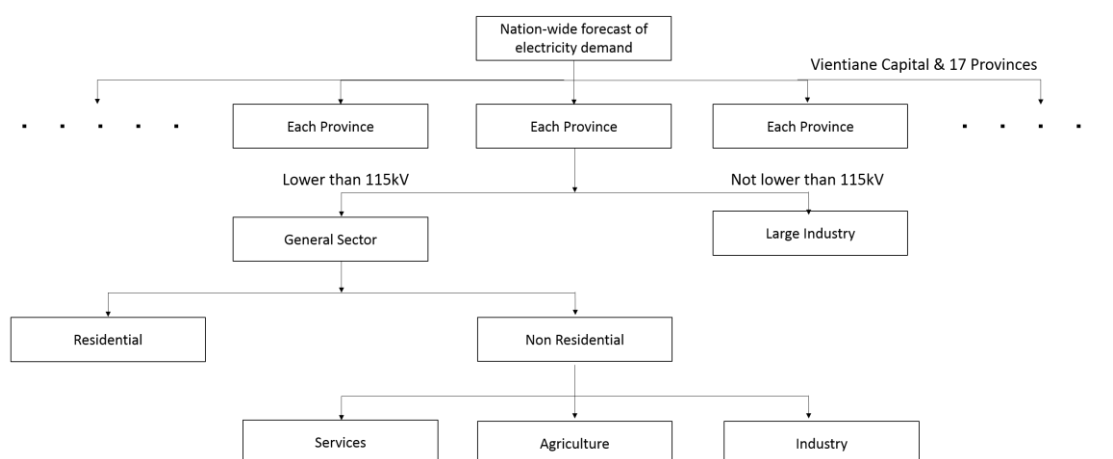 Nation-wide forecast of
electricity demand
Vientiane Capital & 17 Provinces
Each Province
Each Province
Each Province
Lower than 115kV
Not lower than 115kV
General Sector
Large Industry
Residential
Non Residential
Services
Agriculture
Industry